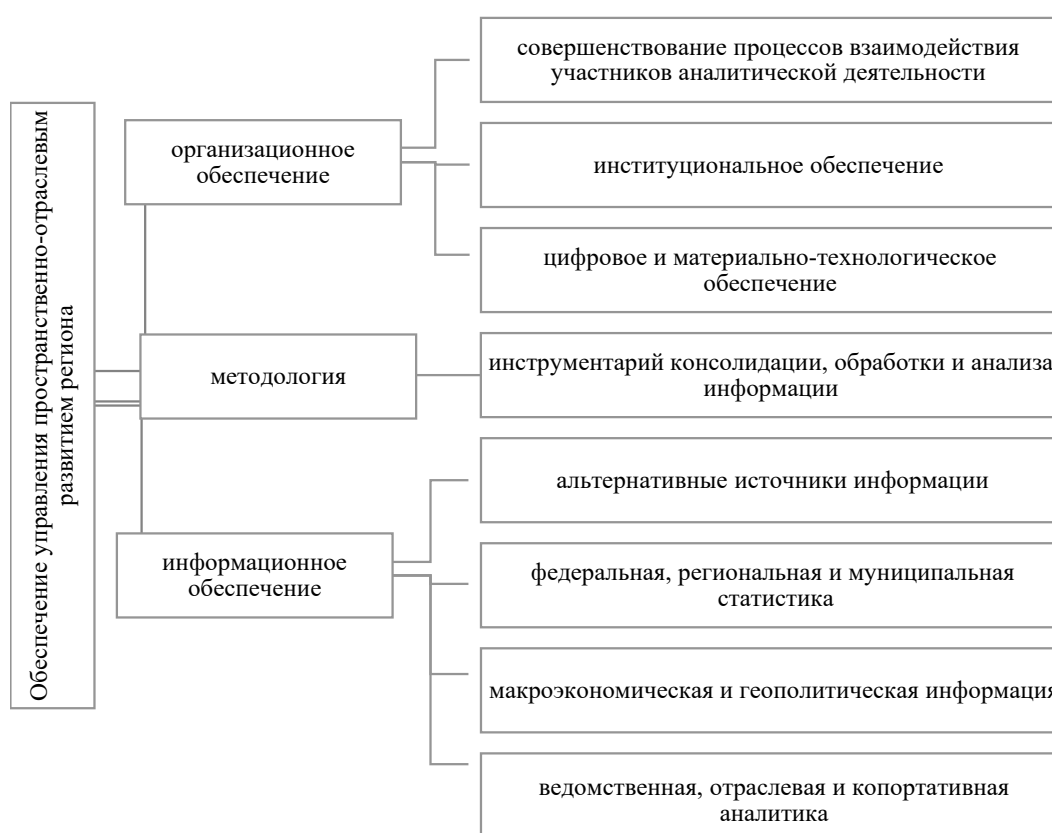 Обеспечение управления пространственно-отраслевым
развитием региона
организационное
обеспечение
совершенствование процессов взаимодействия
участников аналитической деятельности
институциональное обеспечение
цифровое и материально-технологическое
обеспечение
методология
инструментарий консолидации, обработки и анализа
информации
информационное
обеспечение
альтернативные источники информации
федеральная, региональная и муниципальная
статистика
макроэкономическая и геополитическая информация
ведомственная, отраслевая и копортативная
аналитика